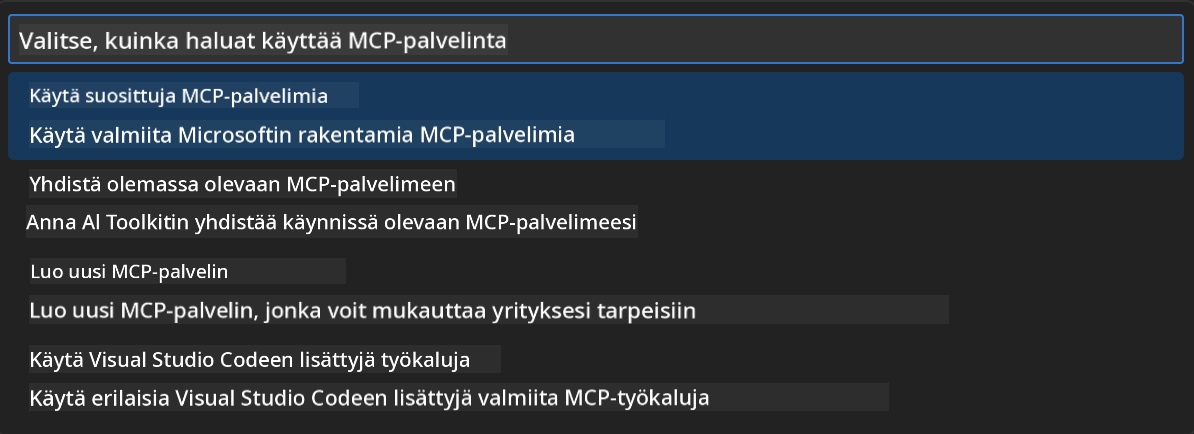 Valitse, kuinka haluat käyttää MCP-palvelinta
Käytä suosittuja MCP-palvelimia
Käytä valmiita Microsoftin rakentamia MCP-palvelimia
Yhdistä olemassa olevaan MCP-palvelimeen
Anna Al Toolkitin yhdistää käynnissä olevaan MCP-palvelimeesi
Luo uusi MCP-palvelin
Luo uusi MCP-palvelin, jonka voit mukauttaa yrityksesi tarpeisiin
Käytä Visual Studio Codeen lisättyjä työkaluja
Käytä erilaisia Visual Studio Codeen lisättyjä valmiita MCP-työkaluja